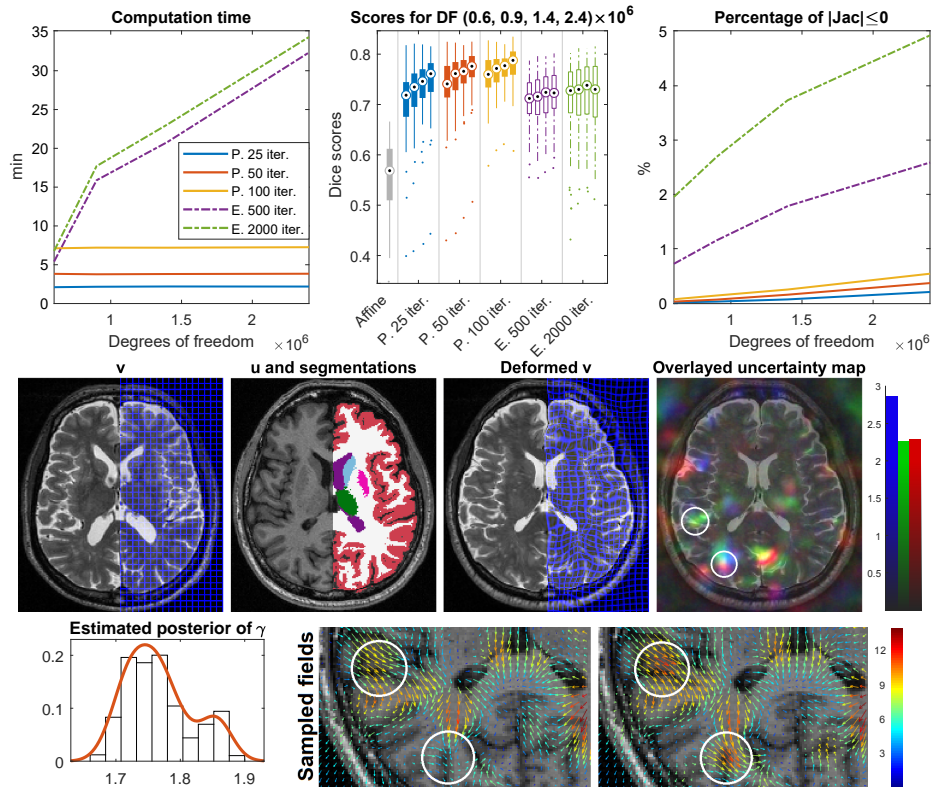 Computation time
35
30
25
20
15
10
5
0
min
P. 25 iter.
P. 50 iter.
P. 100 iter.
E. 500 iter.
E. 2000 iter.
1
1.5
2
Degrees of freedom
×10⁶
Scores for DF (0.6, 0.9, 1.4, 2.4)×10⁶
0.8
0.7
0.6
0.5
0.4
Dice scores
Affine
P. 25 iter.
P. 50 iter.
P. 100 iter.
E. 500 iter.
E. 2000 iter.
Percentage of |Jac|≤0
5
4
3
2
1
0
%
1
1.5
2
Degrees of freedom
×10⁶
v
u and segmentations
Deformed v
Overlayed uncertainty map
3
2.5
2
1.5
1
0.5
Estimated posterior of γ
0.2
0.1
0
1.7
1.8
1.9
Sampled fields
12
9
6
3